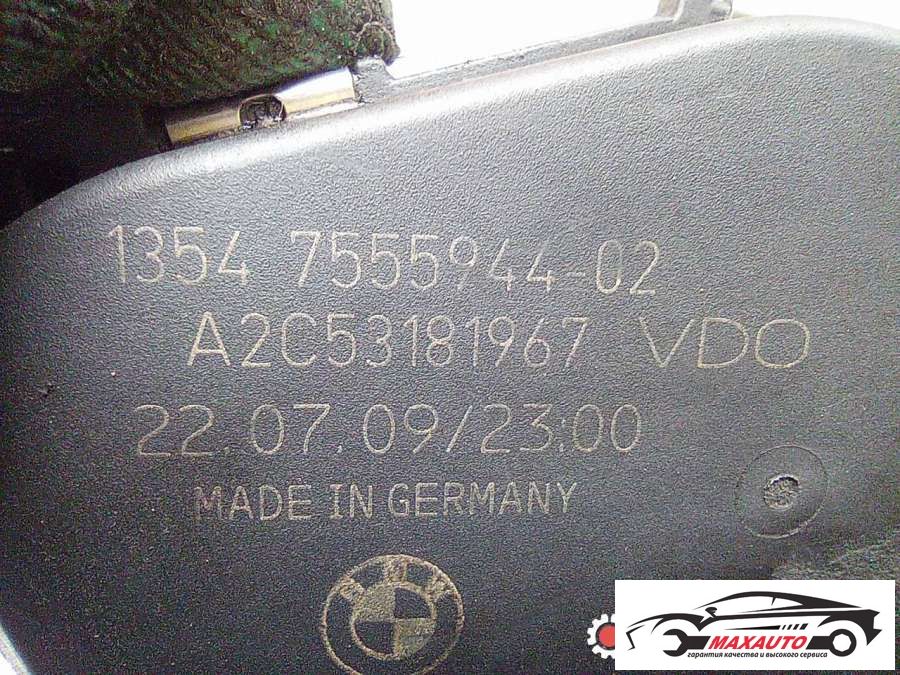 1354 7555944-02
A2C53181967 VDO
22.07.09/23:00
MADE IN GERMANY
BMW
MAXAUTO
гарантия качества и высокого сервиса